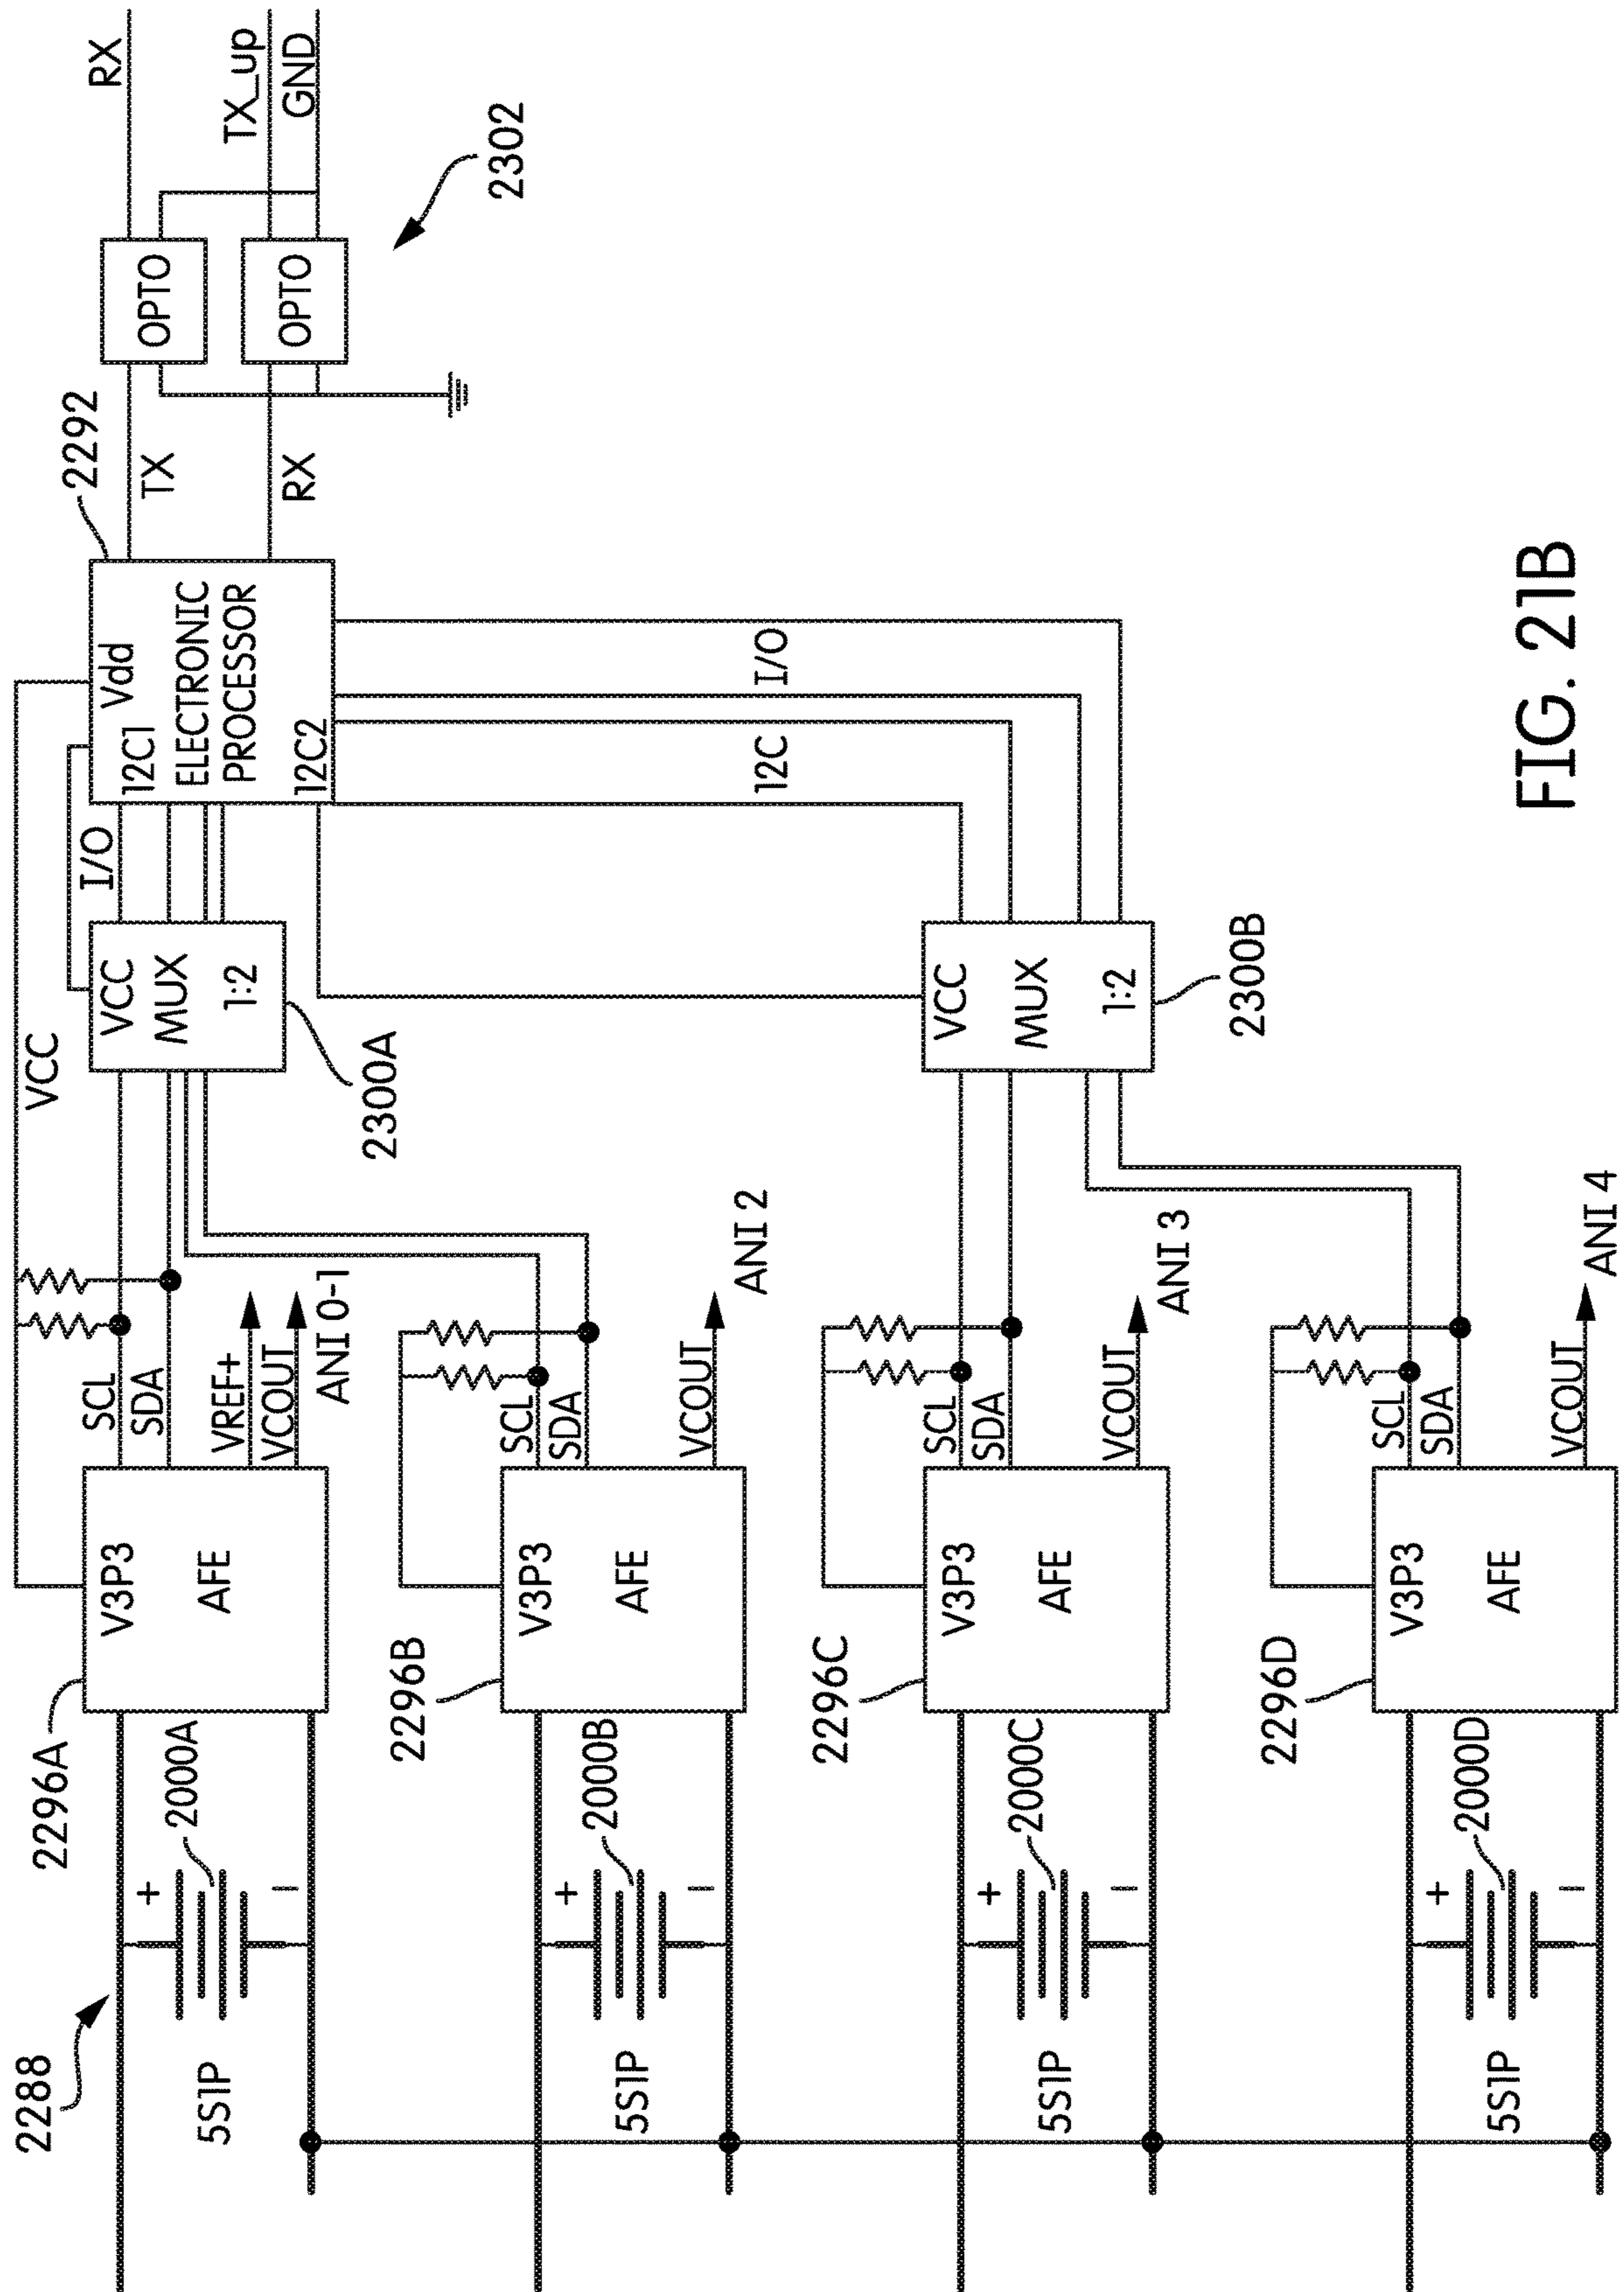 2288
5S1P
+
−
2000A
2296A
V3P3
AFE
SCL
SDA
VREF+
VCOUT
ANI 0-1
VCC
VCC
MUX
1:2
2300A
I/O
Vdd
12C1
ELECTRONIC
PROCESSOR
12C2
2292
TX
RX
OPTO
OPTO
RX
TX_up
GND
2302
5S1P
+
−
2000B
2296B
V3P3
AFE
SCL
SDA
VCOUT
ANI 2
5S1P
+
−
2000C
2296C
V3P3
AFE
SCL
SDA
VCOUT
ANI 3
VCC
MUX
1:2
2300B
12C
I/O
5S1P
+
−
2000D
2296D
V3P3
AFE
SCL
SDA
VCOUT
ANI 4
FIG. 21B